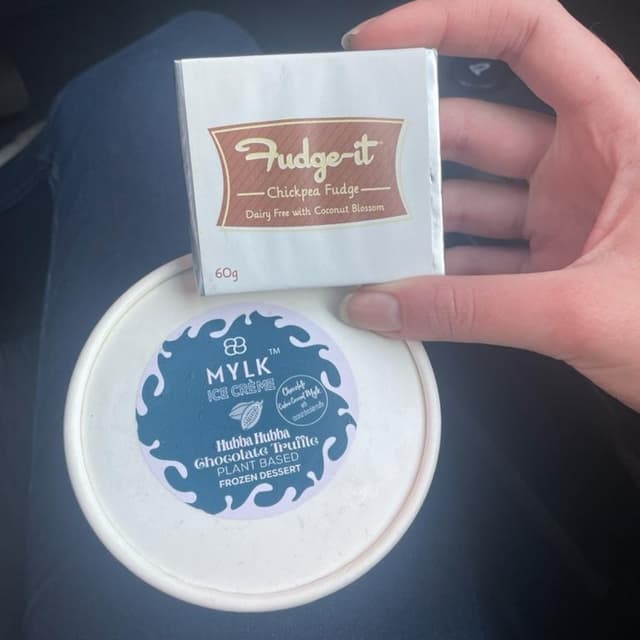 Fudge-it
Chickpea Fudge
Dairy Free with Coconut Blossom
60g
MYLK™
ICE CRÈME
Chocolate
Hubba Hubba
Chocolate Truffle
PLANT BASED
FROZEN DESSERT